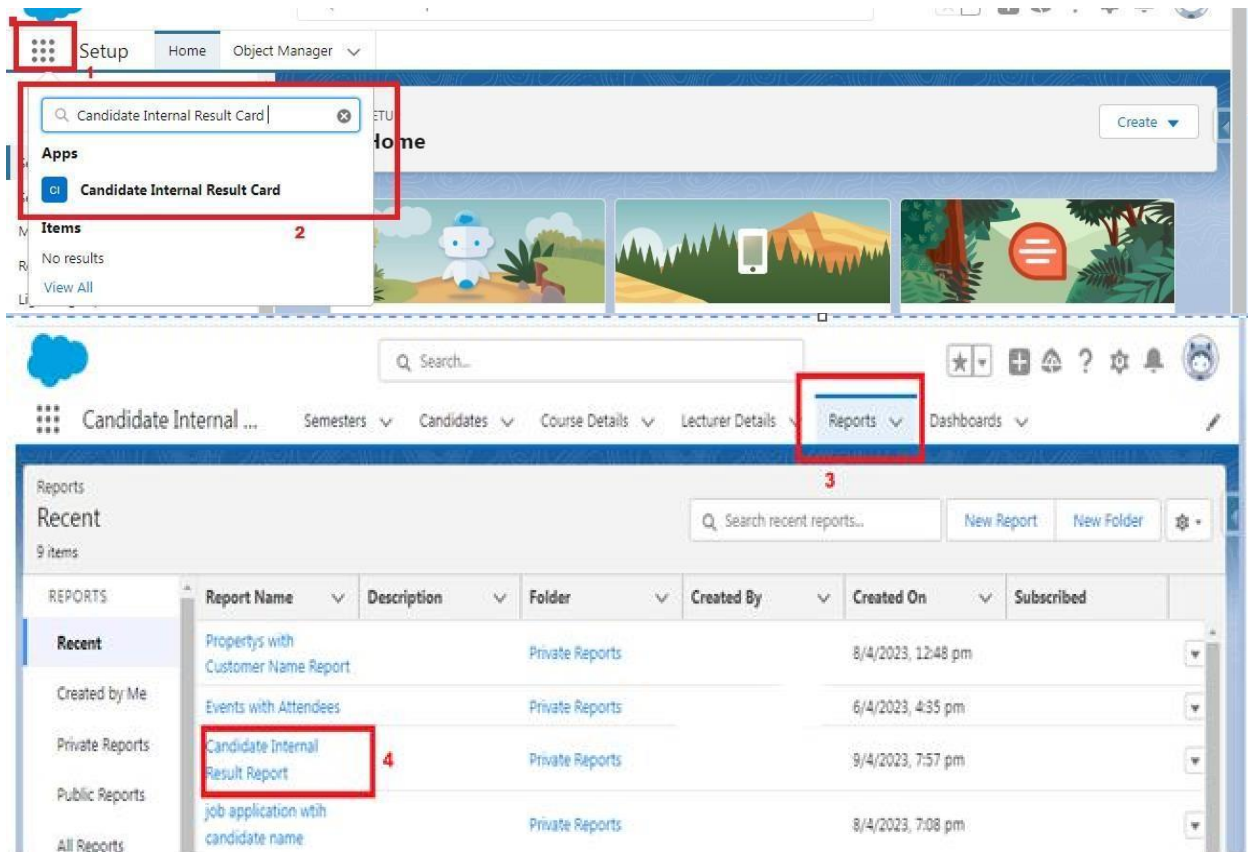 Setup Home Object Manager
1
Candidate Internal Result Card
ETU
Home
Create
Apps
CI Candidate Internal Result Card
Items
2
No results
View All
Search...
Candidate Internal ... Semesters Candidates Course Details Lecturer Details Reports Dashboards
3
Reports
Recent
9 items
Search recent reports...
New Report
New Folder
REPORTS
Report Name Description Folder Created By Created On Subscribed
Recent
Propertys with
Customer Name Report
Private Reports
8/4/2023, 12:48 pm
Created by Me
Events with Attendees
Private Reports
6/4/2023, 4:35 pm
Private Reports
Candidate Internal
Result Report
4
Private Reports
9/4/2023, 7:57 pm
Public Reports
job application wtih
candidate name
Private Reports
8/4/2023, 7:08 pm
All Reports